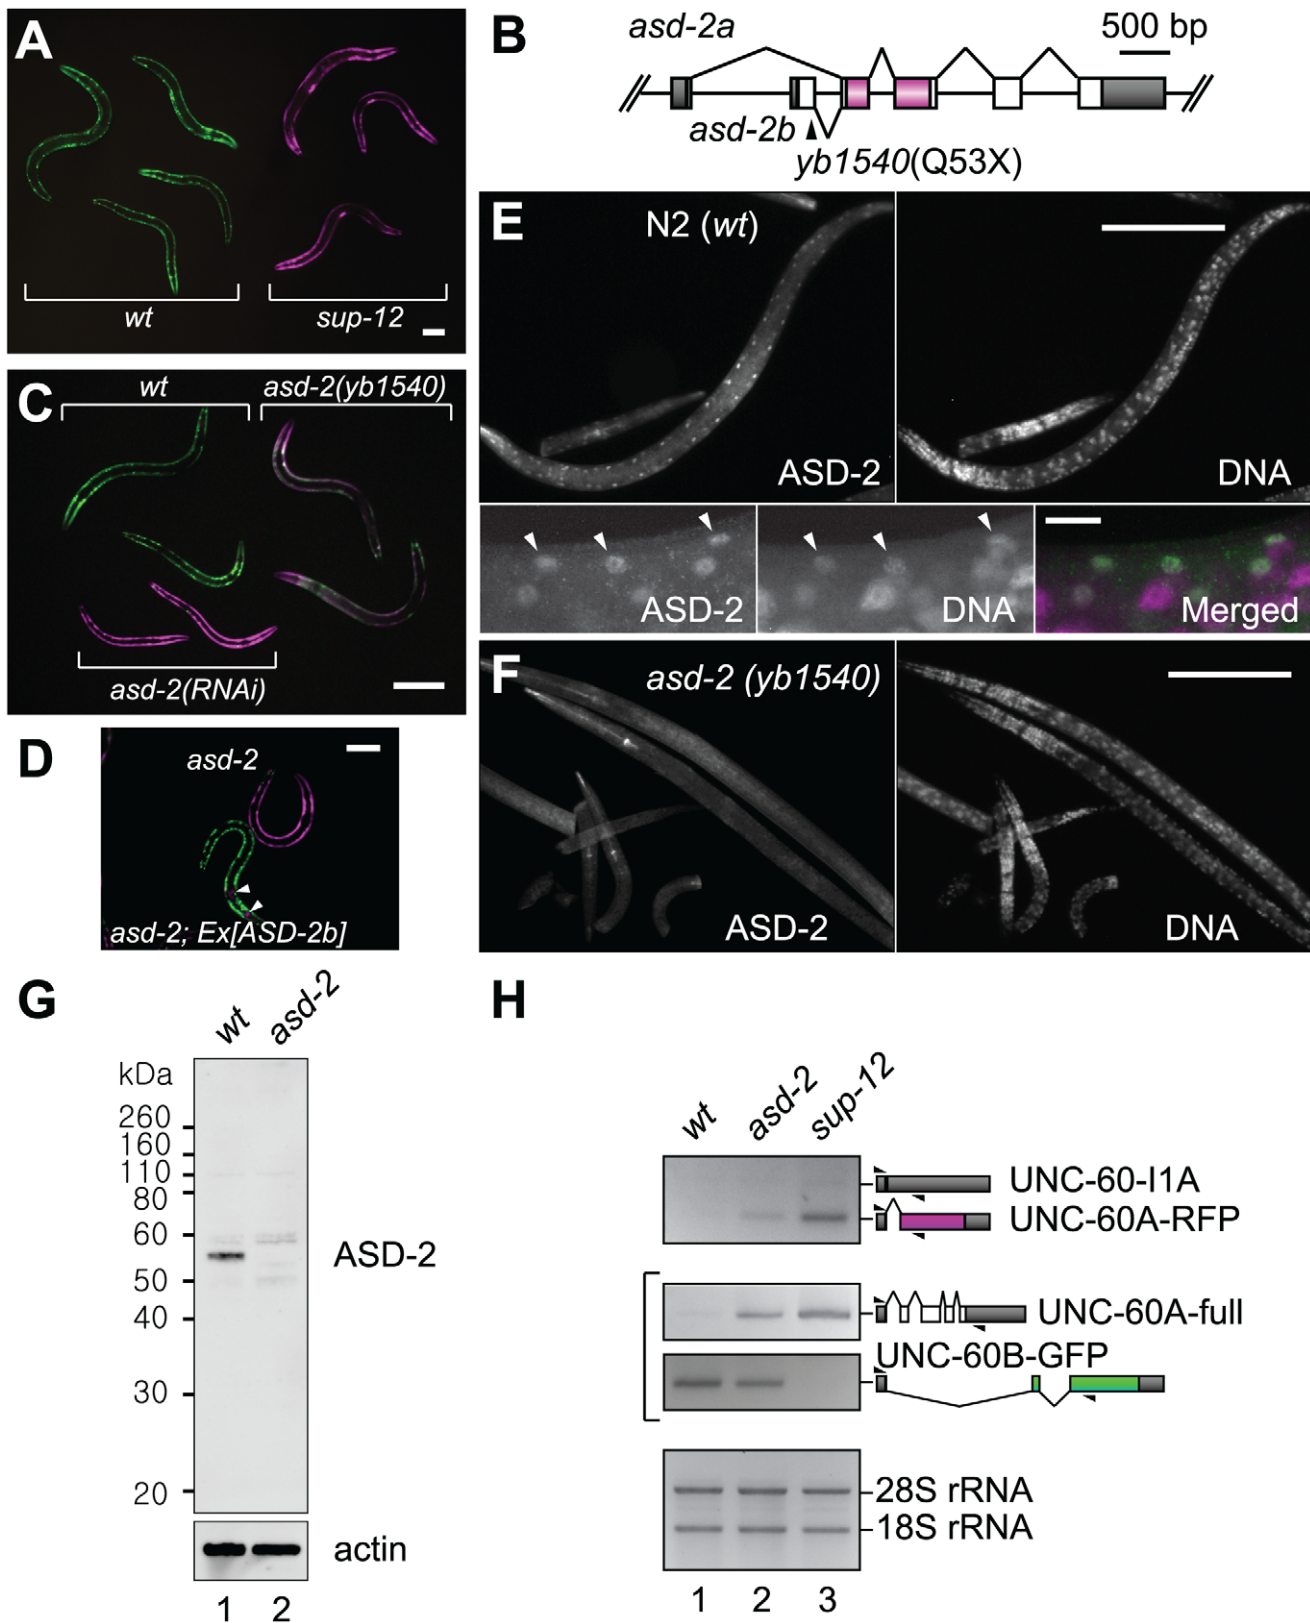 A
wt
sup-12
B
asd-2a
500 bp
asd-2b
yb1540(Q53X)
C
wt
asd-2(yb1540)
asd-2(RNAi)
D
asd-2
asd-2; Ex[ASD-2b]
E
N2 (wt)
ASD-2
DNA
ASD-2
DNA
Merged
F
asd-2 (yb1540)
ASD-2
DNA
G
wt
asd-2
kDa
260
160
110
80
60
50
40
30
20
ASD-2
actin
1
2
H
wt
asd-2
sup-12
UNC-60-I1A
UNC-60A-RFP
UNC-60A-full
UNC-60B-GFP
28S rRNA
18S rRNA
1
2
3